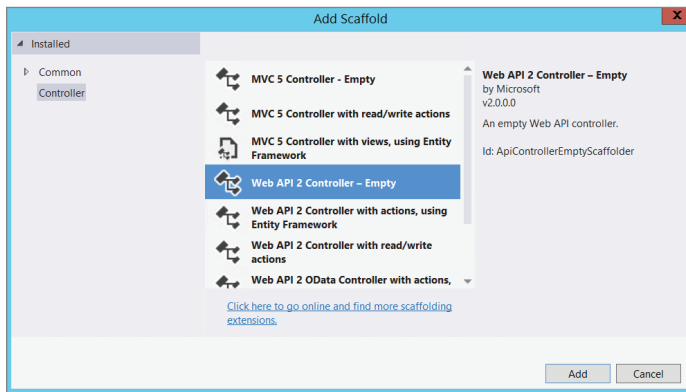 Add Scaffold
x
Installed
Common
Controller
MVC 5 Controller - Empty
MVC 5 Controller with read/write actions
MVC 5 Controller with views, using Entity
Framework
Web API 2 Controller – Empty
Web API 2 Controller with actions, using
Entity Framework
Web API 2 Controller with read/write
actions
Web API 2 OData Controller with actions,
Click here to go online and find more scaffolding
extensions.
Web API 2 Controller – Empty
by Microsoft
v2.0.0.0
An empty Web API controller.
Id: ApiControllerEmptyScaffolder
Add
Cancel